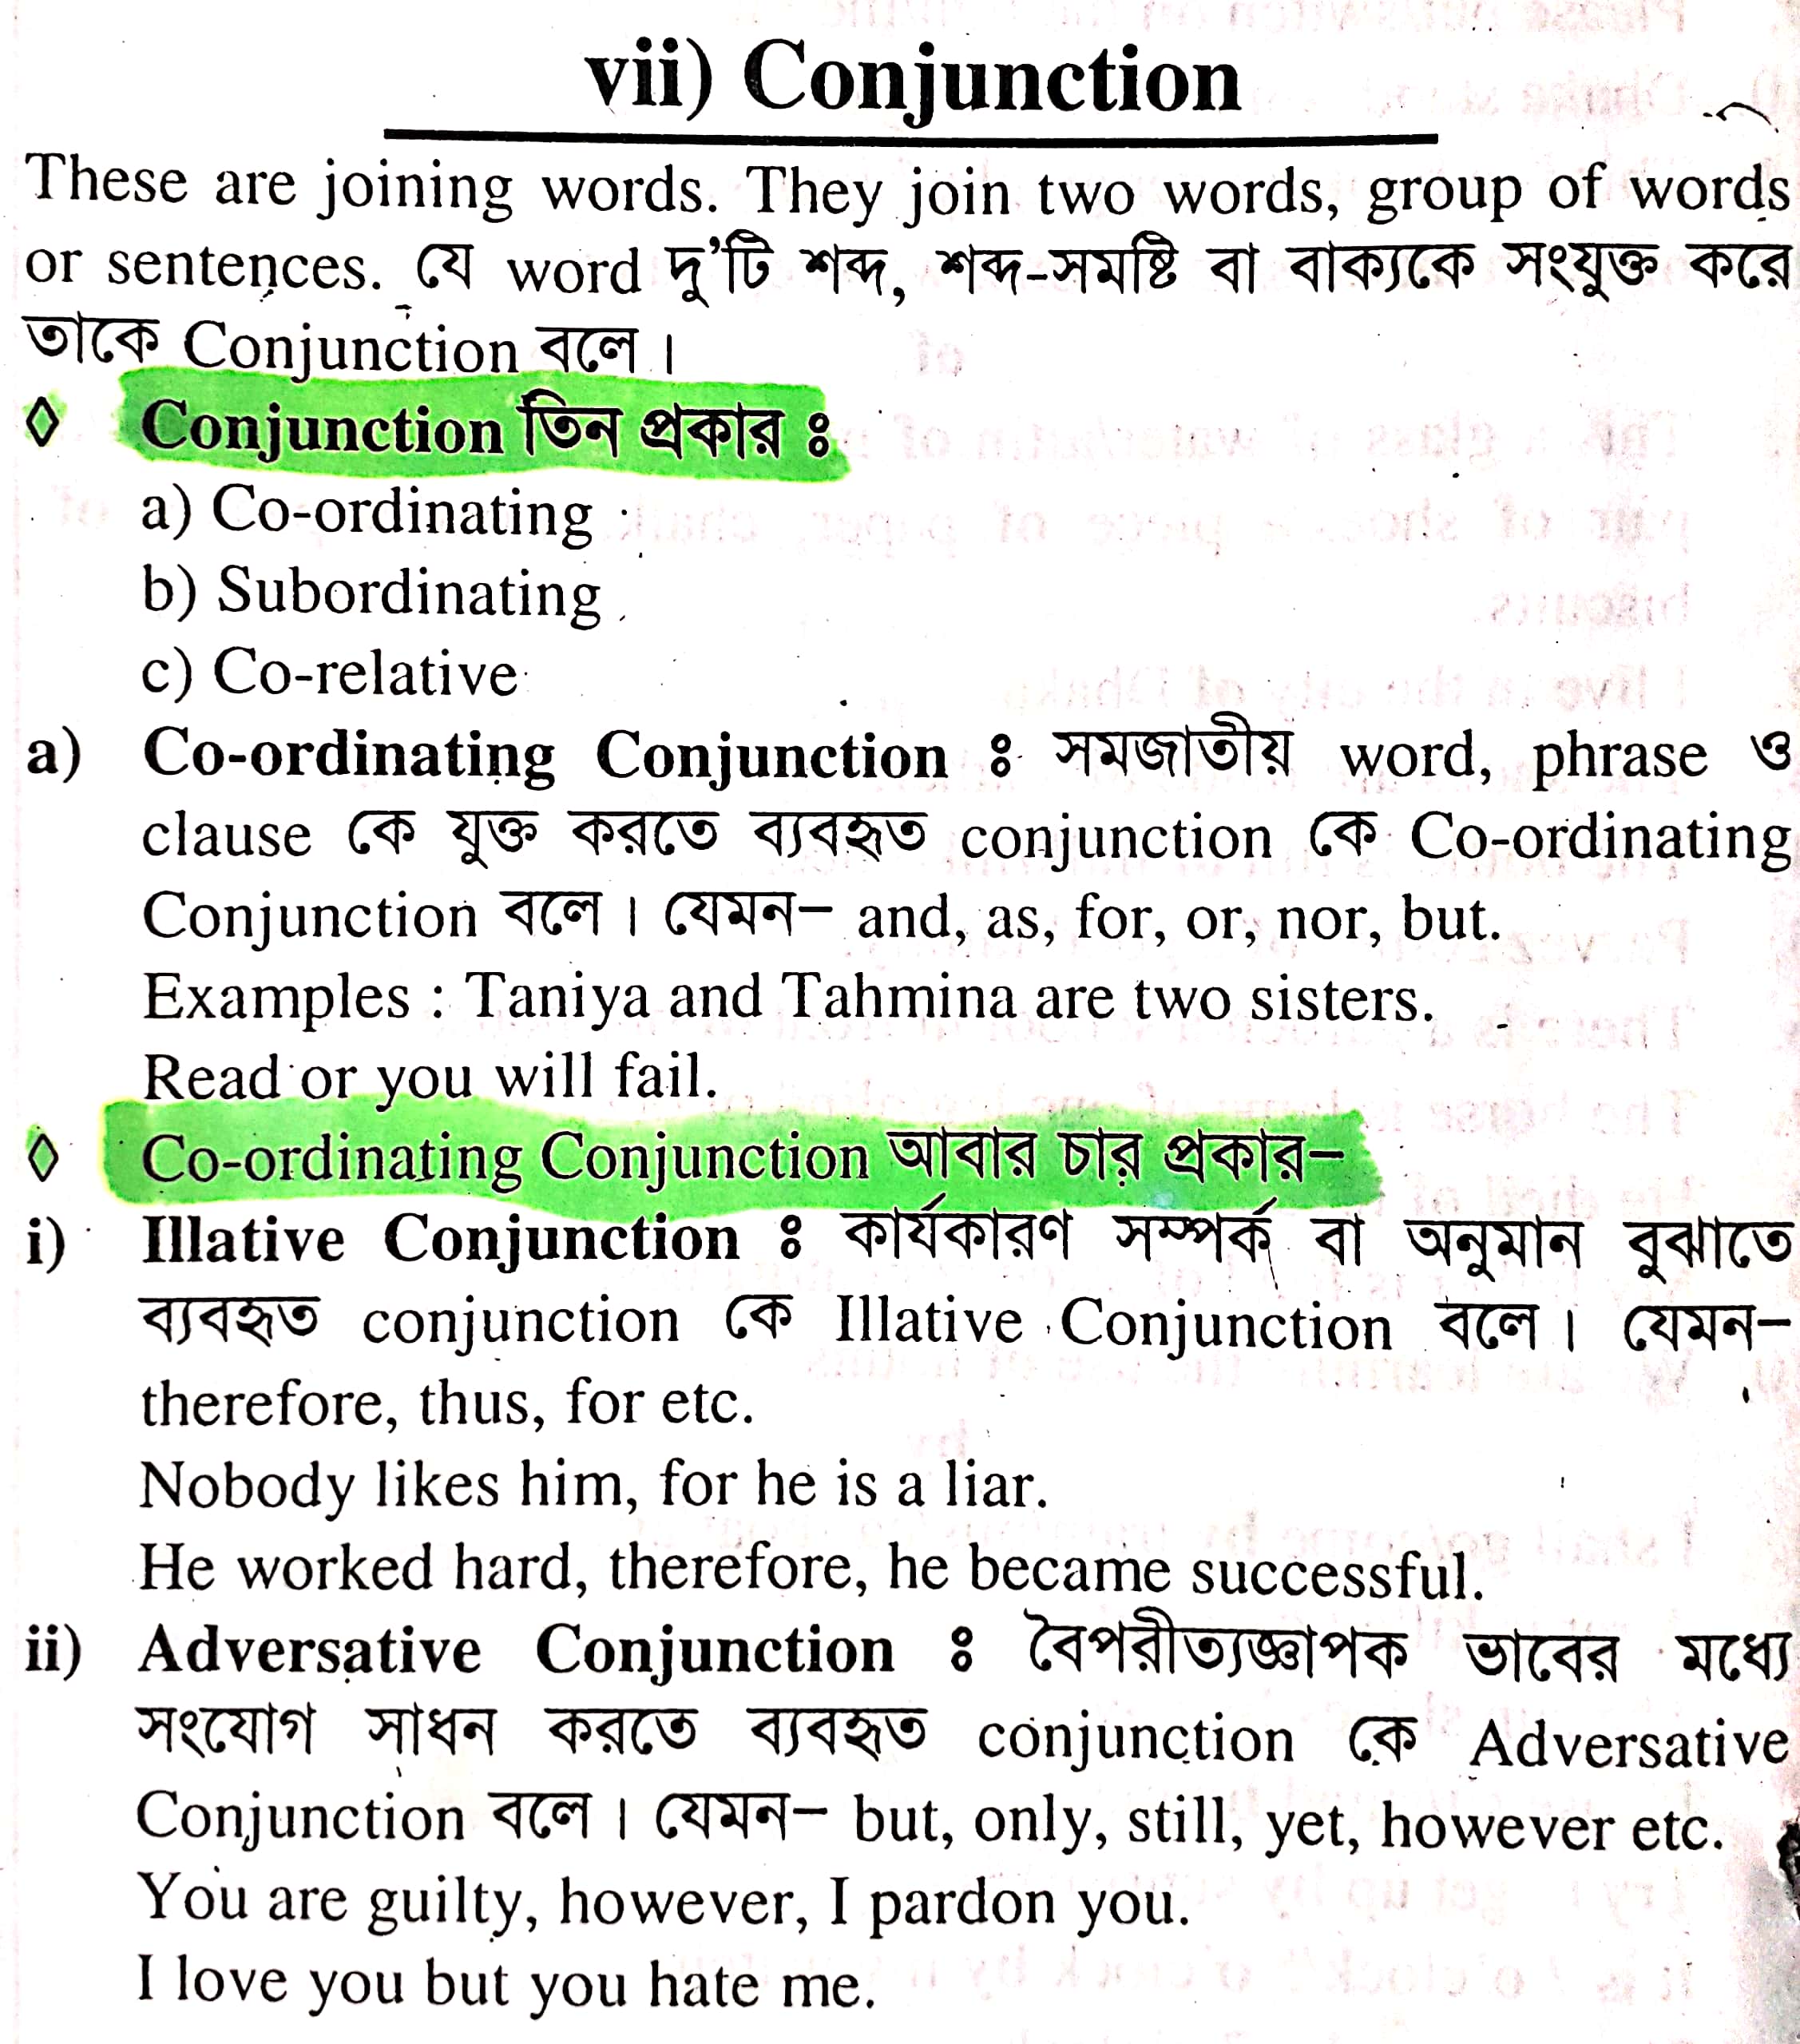 vii) Conjunction
These are joining words. They join two words, group of words
or sentences. যে word দু'টি শব্দ, শব্দ-সমষ্টি বা বাক্যকে সংযুক্ত করে
তাকে Conjunction বলে।
◊ Conjunction তিন প্রকার ঃ
a) Co-ordinating
b) Subordinating
c) Co-relative
a) Co-ordinating Conjunction ঃ সমজাতীয় word, phrase ও
clause কে যুক্ত করতে ব্যবহৃত conjunction কে Co-ordinating
Conjunction বলে। যেমন– and, as, for, or, nor, but.
Examples : Taniya and Tahmina are two sisters.
Read or you will fail.
◊ Co-ordinating Conjunction আবার চার প্রকার–
i) Illative Conjunction ঃ কার্যকারণ সম্পর্ক বা অনুমান বুঝাতে
ব্যবহৃত conjunction কে Illative Conjunction বলে। যেমন–
therefore, thus, for etc.
Nobody likes him, for he is a liar.
He worked hard, therefore, he became successful.
ii) Adversative Conjunction ঃ বৈপরীত্যজ্ঞাপক ভাবের মধ্যে
সংযোগ সাধন করতে ব্যবহৃত conjunction কে Adversative
Conjunction বলে। যেমন– but, only, still, yet, however etc.
You are guilty, however, I pardon you.
I love you but you hate me.